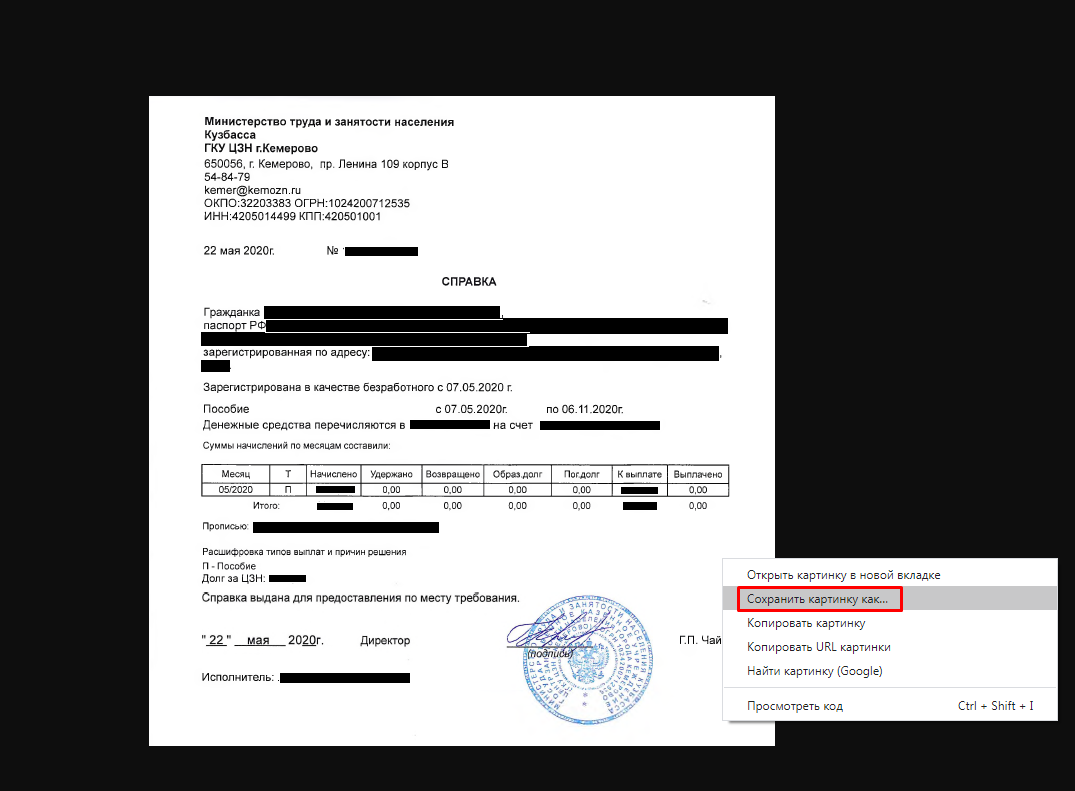 Министерство труда и занятости населения
Кузбасса
ГКУ ЦЗН г.Кемерово
650056, г. Кемерово, пр. Ленина 109 корпус В
54-84-79
kemer@kemozn.ru
ОКПО:32203383 ОГРН:1024200712535
ИНН:4205014499 КПП:420501001
22 мая 2020г. №
СПРАВКА
Гражданка ,
паспорт РФ
зарегистрированная по адресу: ,
Зарегистрирована в качестве безработного с 07.05.2020 г.
Пособие с 07.05.2020г. по 06.11.2020г.
Денежные средства перечисляются в на счет
Суммы начислений по месяцам составили:
Месяц Т Начислено Удержано Возвращено Образ.долг Пог.долг К выплате Выплачено
05/2020 П 0,00 0,00 0,00 0,00 0,00
Итого: 0,00 0,00 0,00 0,00 0,00
Прописью:
Расшифровка типов выплат и причин решения
П - Пособие
Долг за ЦЗН:
Справка выдана для предоставления по месту требования.
" 22 " мая 2020г. Директор (подпись) Г.П. Чай
Исполнитель:
Открыть картинку в новой вкладке
Сохранить картинку как...
Копировать картинку
Копировать URL картинки
Найти картинку (Google)
Просмотреть код Ctrl + Shift + I